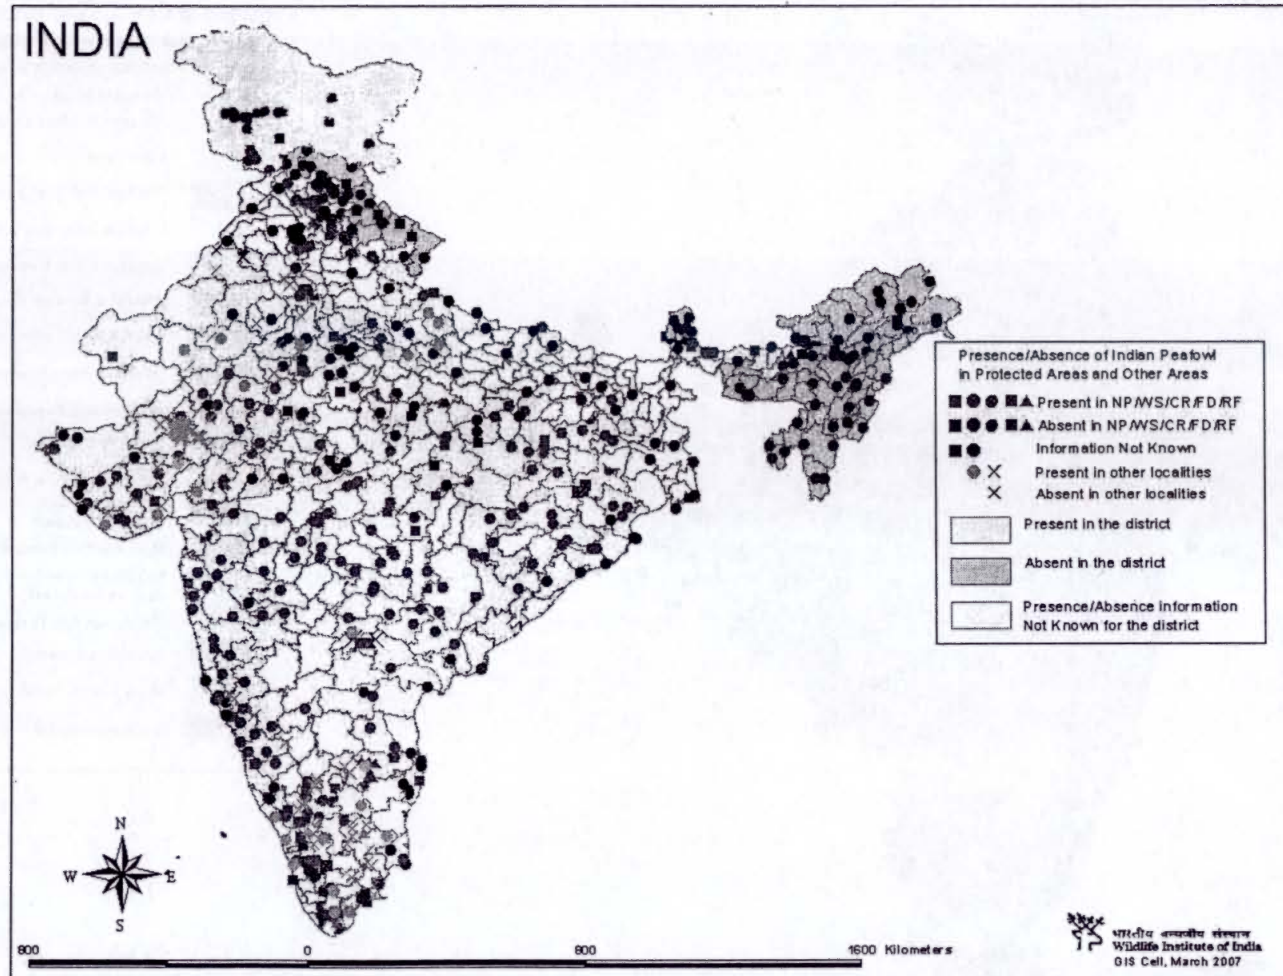 INDIA
Presence/Absence of Indian Peafowl
in Protected Areas and Other Areas
Present in NP/WS/CR/FD/RF
Absent in NP/WS/CR/FD/RF
Information Not Known
Present in other localities
Absent in other localities
Present in the district
Absent in the district
Presence/Absence Information
Not Known for the district
N
W
E
S
800 0 800 1600 Kilometers
भारतीय वन्यजीव संस्थान
Wildlife Institute of India
GIS Cell, March 2007